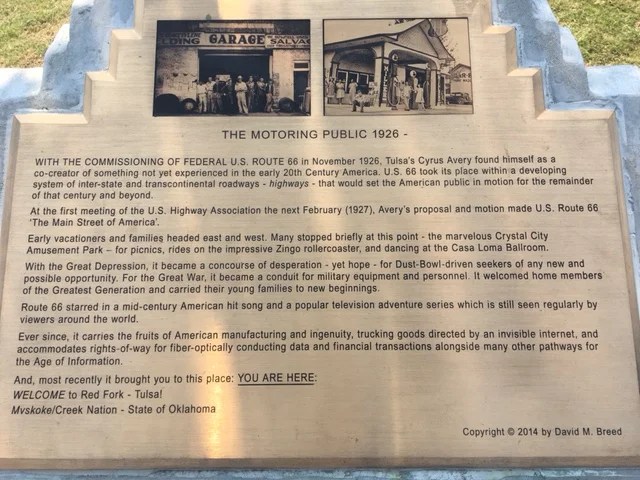 DING GARAGE SALVA
THE MOTORING PUBLIC 1926 -
WITH THE COMMISSIONING OF FEDERAL U.S. ROUTE 66 in November 1926, Tulsa's Cyrus Avery found himself as a
co-creator of something not yet experienced in the early 20th Century America. U.S. 66 took its place within a developing
system of inter-state and transcontinental roadways - highways - that would set the American public in motion for the remainder
of that century and beyond.
At the first meeting of the U.S. Highway Association the next February (1927), Avery's proposal and motion made U.S. Route 66
'The Main Street of America'.
Early vacationers and families headed east and west. Many stopped briefly at this point - the marvelous Crystal City
Amusement Park – for picnics, rides on the impressive Zingo rollercoaster, and dancing at the Casa Loma Ballroom.
With the Great Depression, it became a concourse of desperation - yet hope - for Dust-Bowl-driven seekers of any new and
possible opportunity. For the Great War, it became a conduit for military equipment and personnel. It welcomed home members
of the Greatest Generation and carried their young families to new beginnings.
Route 66 starred in a mid-century American hit song and a popular television adventure series which is still seen regularly by
viewers around the world.
Ever since, it carries the fruits of American manufacturing and ingenuity, trucking goods directed by an invisible internet, and
accommodates rights-of-way for fiber-optically conducting data and financial transactions alongside many other pathways for
the Age of Information.
And, most recently it brought you to this place: YOU ARE HERE:
WELCOME to Red Fork - Tulsa!
Mvskoke/Creek Nation - State of Oklahoma
Copyright © 2014 by David M. Breed